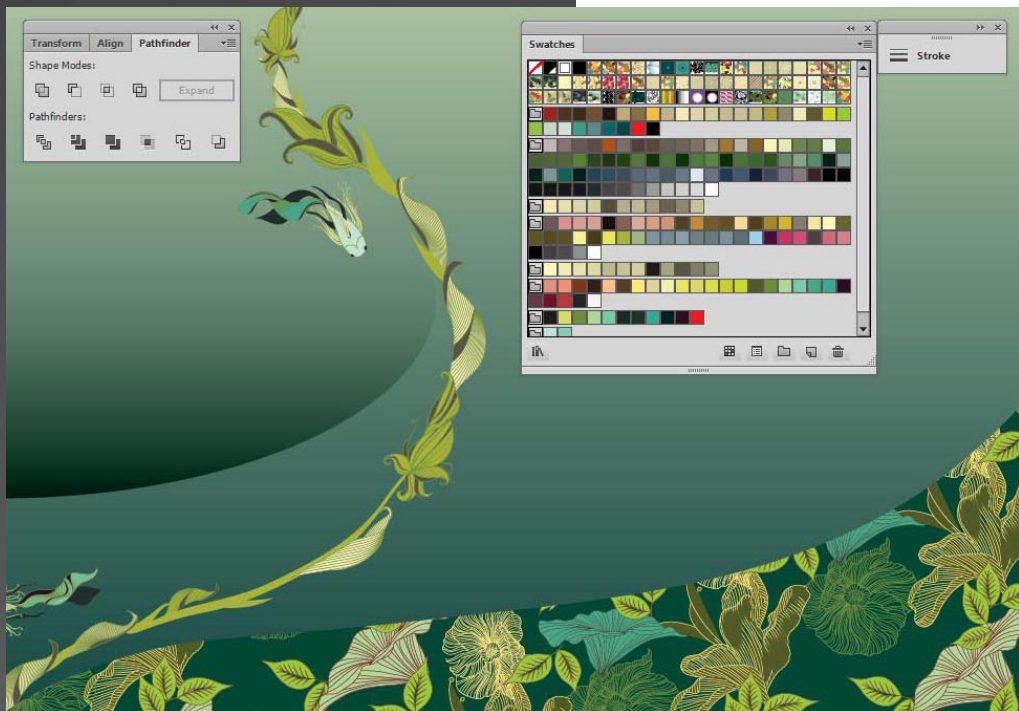 Transform Align Pathfinder
Shape Modes:
Expand
Pathfinders:
Swatches
Stroke